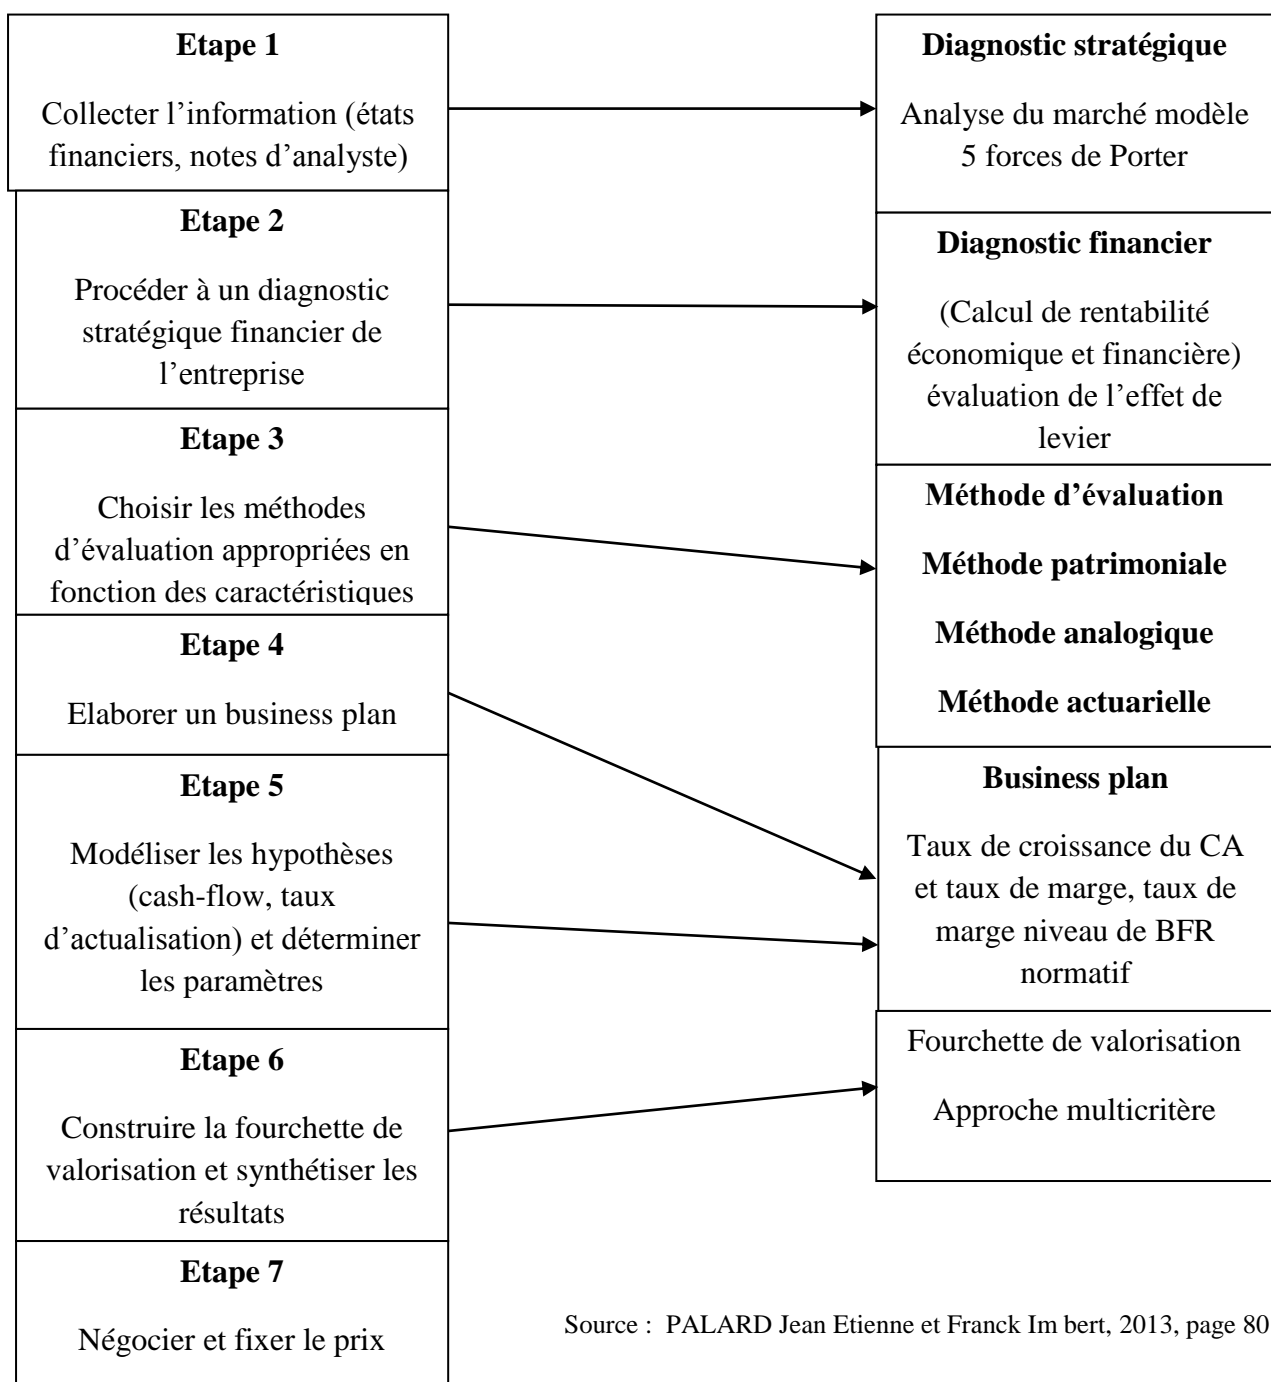 Etape 1
Collecter l’information (états
financiers, notes d’analyste)
Etape 2
Procéder à un diagnostic
stratégique financier de
l’entreprise
Etape 3
Choisir les méthodes
d’évaluation appropriées en
fonction des caractéristiques
Etape 4
Elaborer un business plan
Etape 5
Modéliser les hypothèses
(cash-flow, taux
d’actualisation) et déterminer
les paramètres
Etape 6
Construire la fourchette de
valorisation et synthétiser les
résultats
Etape 7
Négocier et fixer le prix
Diagnostic stratégique
Analyse du marché modèle
5 forces de Porter
Diagnostic financier
(Calcul de rentabilité
économique et financière)
évaluation de l’effet de
levier
Méthode d’évaluation
Méthode patrimoniale
Méthode analogique
Méthode actuarielle
Business plan
Taux de croissance du CA
et taux de marge, taux de
marge niveau de BFR
normatif
Fourchette de valorisation
Approche multicritère
Source : PALARD Jean Etienne et Franck Im bert, 2013, page 80